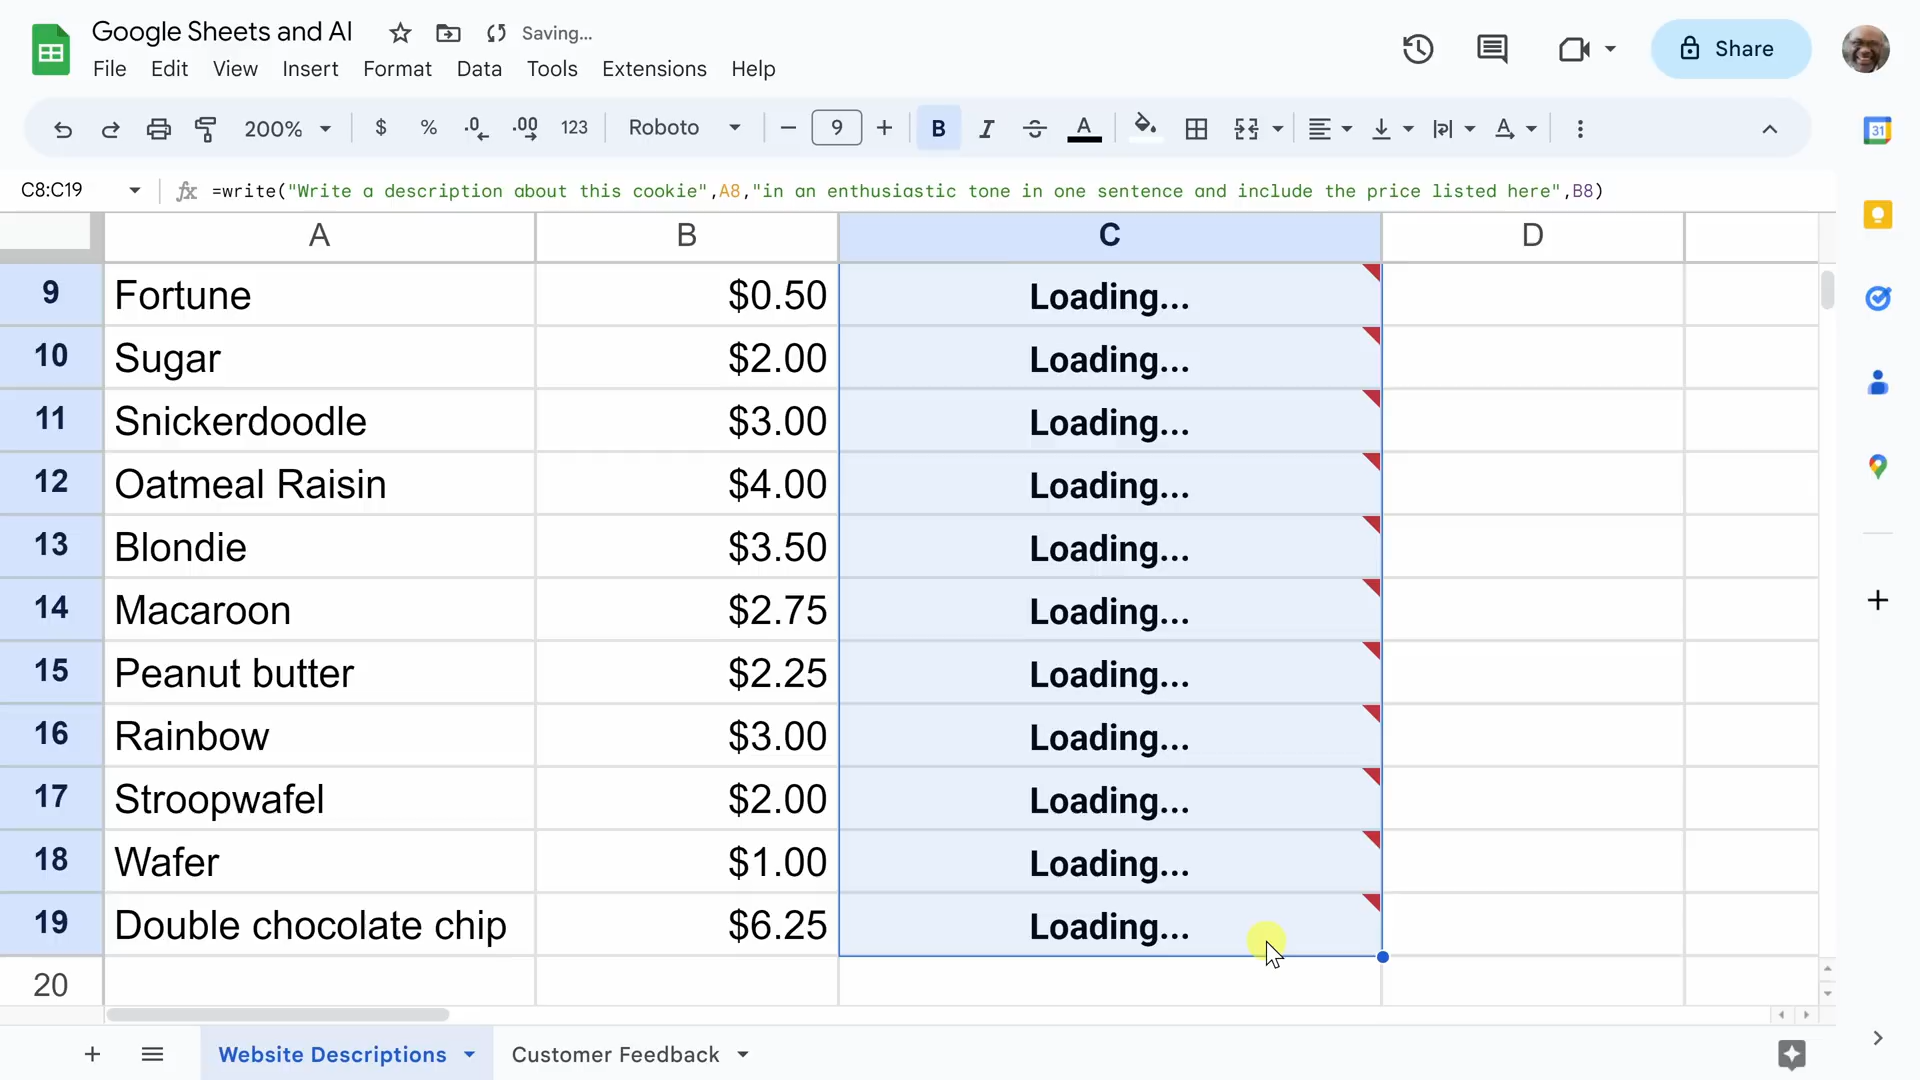 Google Sheets and AI Saving...
File Edit View Insert Format Data Tools Extensions Help
Share
200% $ % .0 .00 123 Roboto 9 B I A A
31
C8:C19 fx =write("Write a description about this cookie",A8,"in an enthusiastic tone in one sentence and include the price listed here",B8)
A B C D
9 Fortune $0.50 Loading...
10 Sugar $2.00 Loading...
11 Snickerdoodle $3.00 Loading...
12 Oatmeal Raisin $4.00 Loading...
13 Blondie $3.50 Loading...
14 Macaroon $2.75 Loading...
15 Peanut butter $2.25 Loading...
16 Rainbow $3.00 Loading...
17 Stroopwafel $2.00 Loading...
18 Wafer $1.00 Loading...
19 Double chocolate chip $6.25 Loading...
20
Website Descriptions Customer Feedback